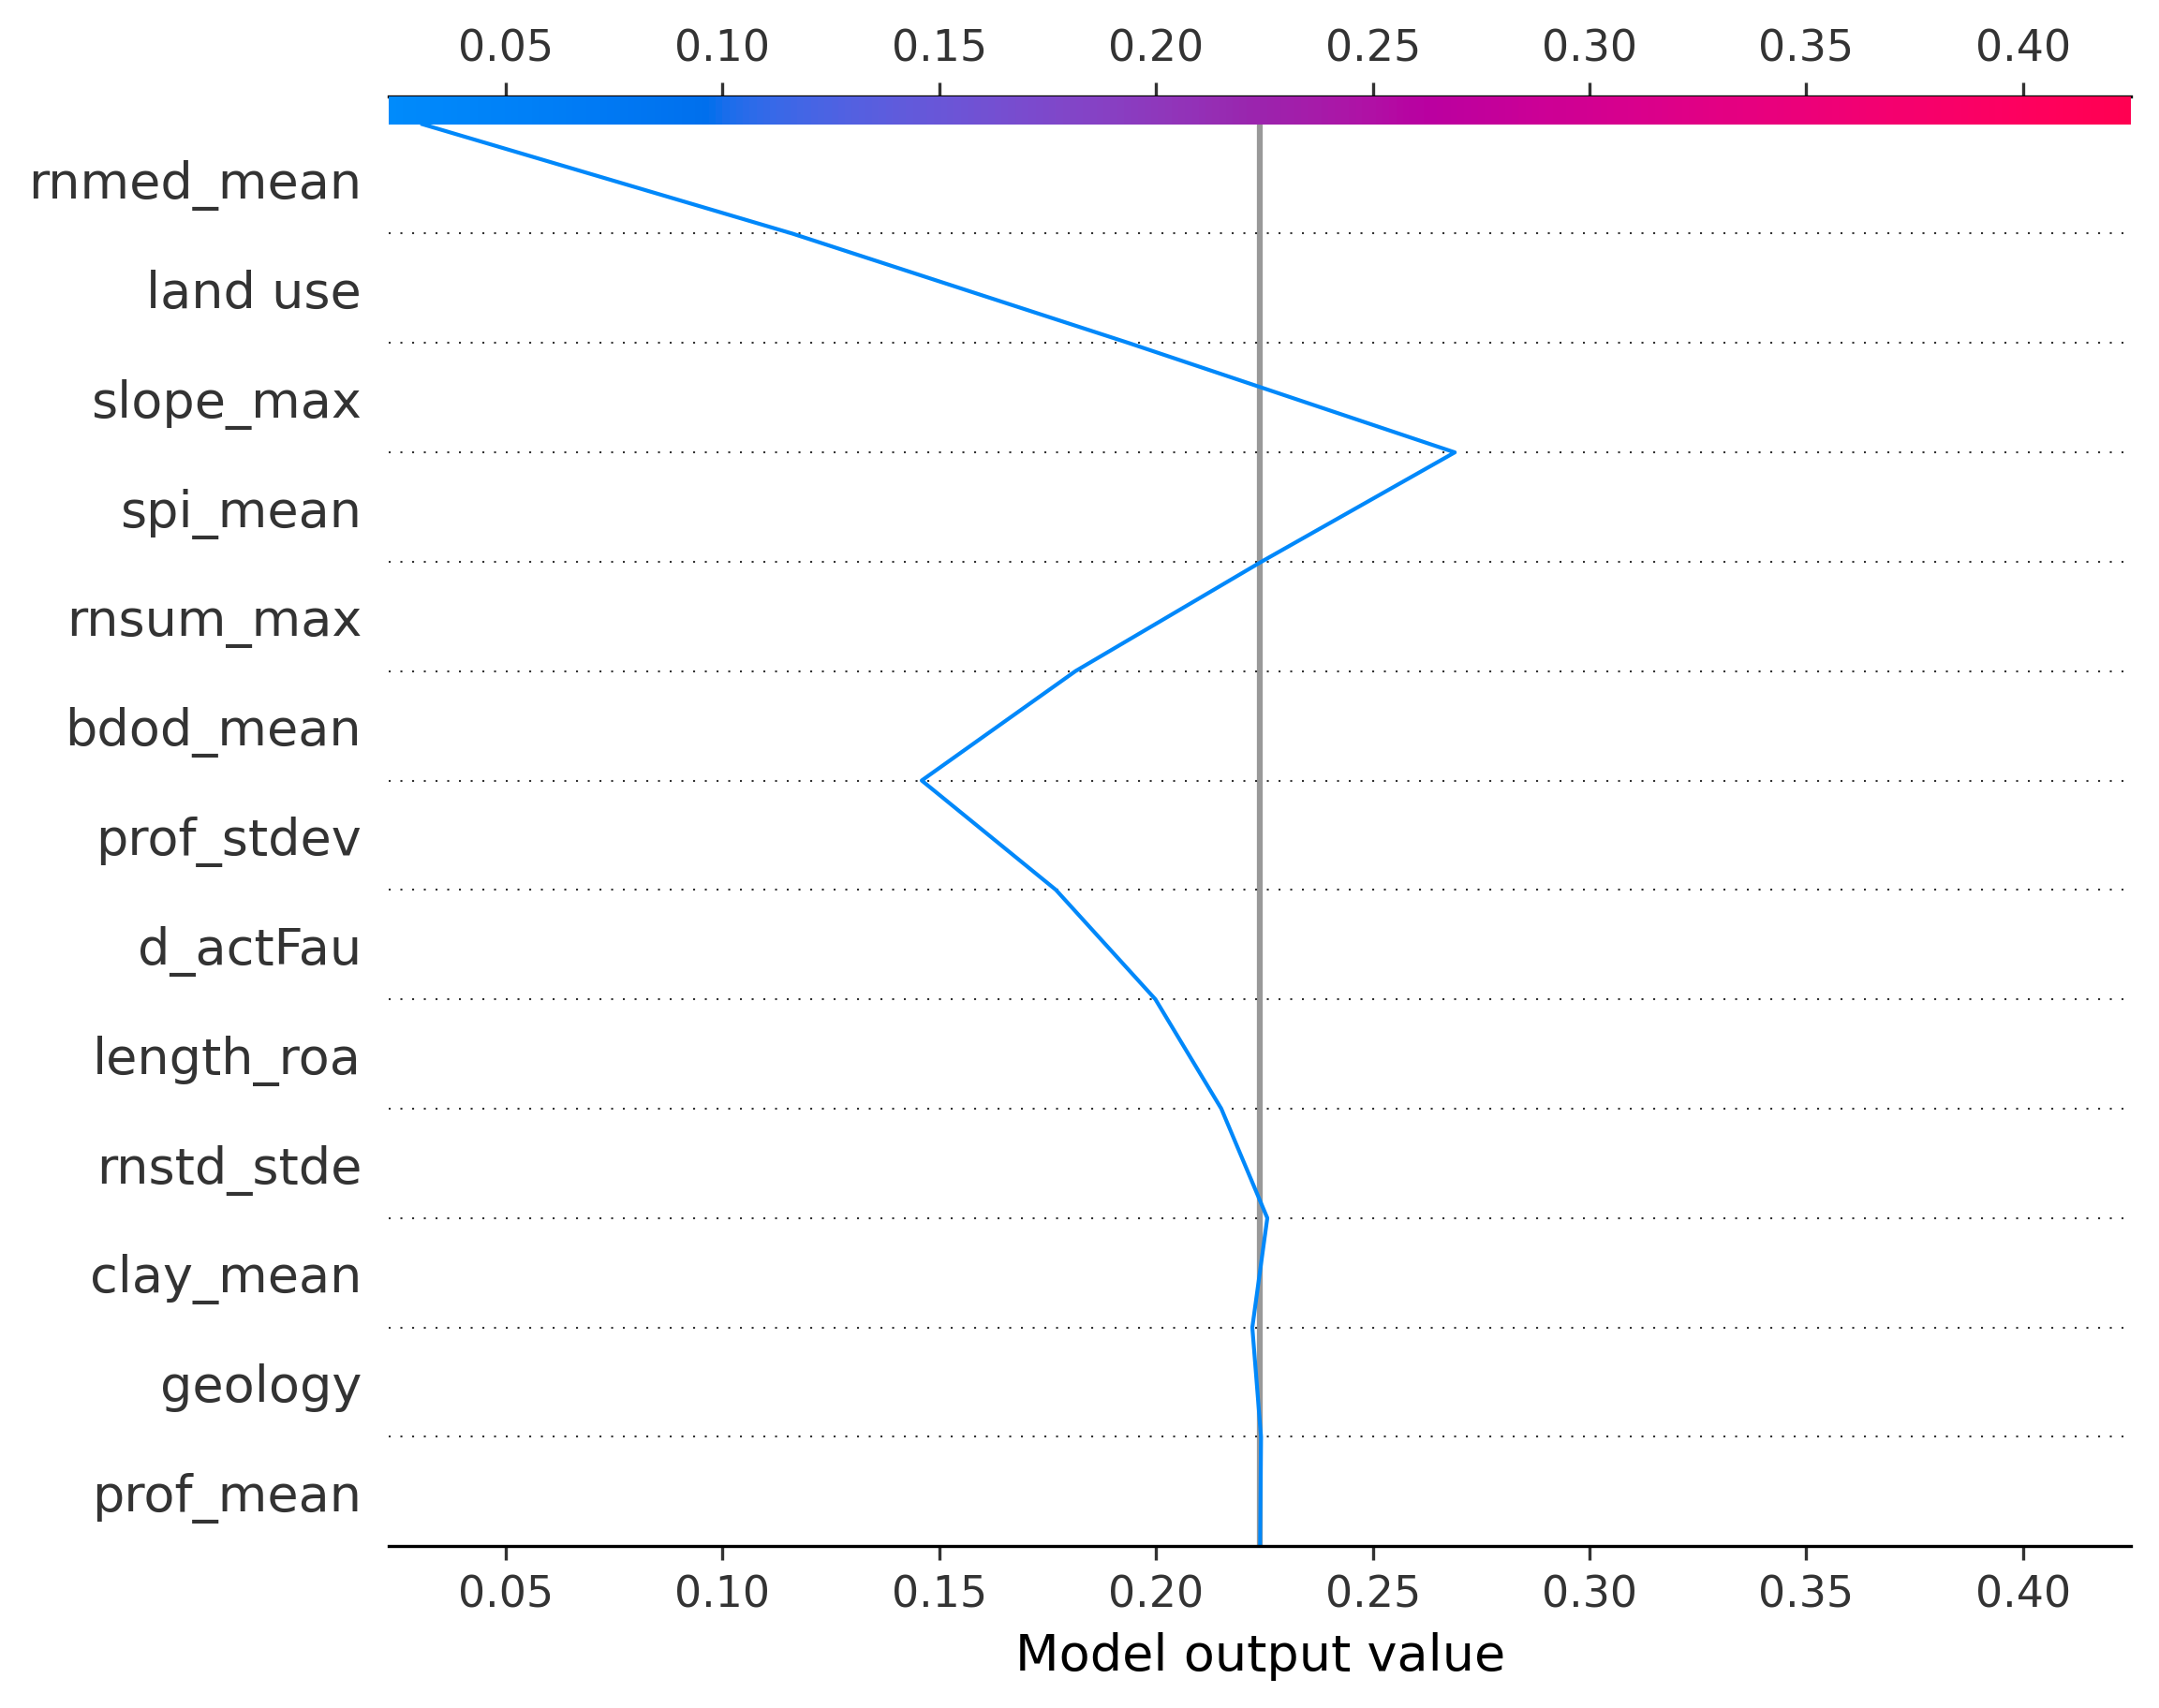 0.05 0.10 0.15 0.20 0.25 0.30 0.35 0.40
rnmed_mean
land use
slope_max
spi_mean
rnsum_max
bdod_mean
prof_stdev
d_actFau
length_roa
rnstd_stde
clay_mean
geology
prof_mean
0.05 0.10 0.15 0.20 0.25 0.30 0.35 0.40
Model output value